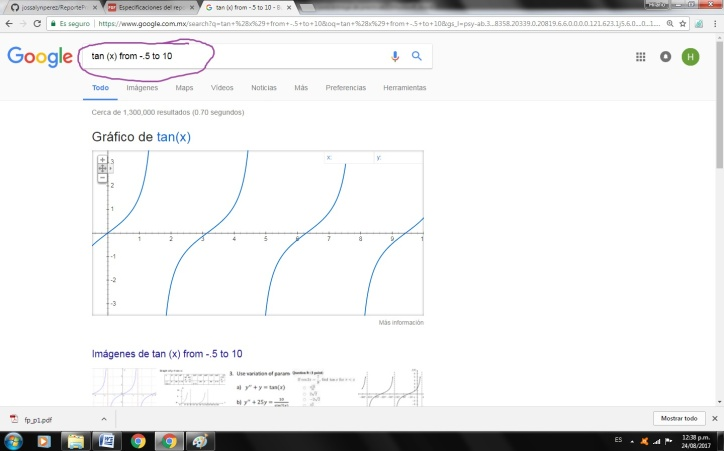 jossalynperez/ReporteFi
Especificaciones del repo
tan (x) from -.5 to 10 - B
Es seguro
https://www.google.com.mx/search?q=tan+%28x%29+from+-.5+to+10&oq=tan+%28x%29+from+-.5+to+10&gs_l=psy-ab.3...8358.20339.0.20819.6.6.0.0.0.0.121.623.1j5.6.0....0...1...
Google
tan (x) from -.5 to 10
H
Todo Imágenes Maps Vídeos Noticias Más Preferencias Herramientas
Cerca de 1,300,000 resultados (0.70 segundos)
Gráfico de tan(x)
x: y:
3
2
1
1 2 3 4 5 6 7 8 9 1
-1
-2
-3
Más información
Imágenes de tan (x) from -.5 to 10
3. Use variation of param
a) y'' + y = tan(x)
b) y'' + 25y =
fp_p1.pdf
Mostrar todo
ES
12:38 p.m.
24/08/2017